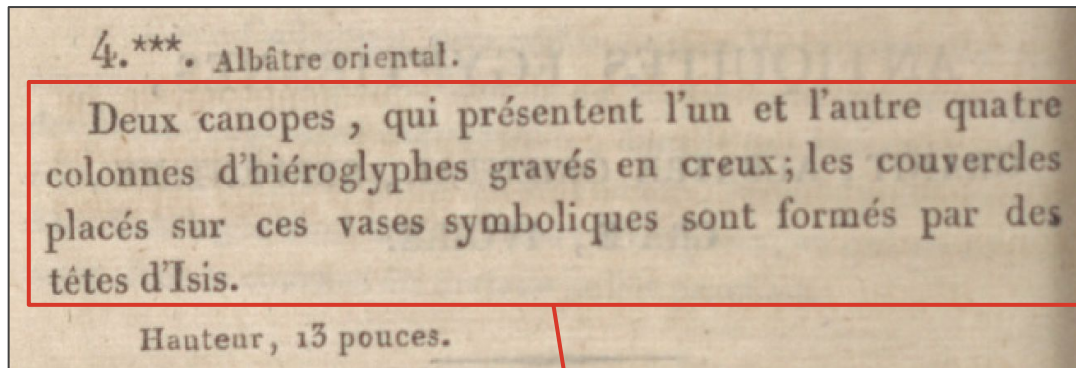 4.***. Albâtre oriental.
Deux canopes, qui présentent l'un et l'autre quatre
colonnes d'hiéroglyphes gravés en creux; les couvercles
placés sur ces vases symboliques sont formés par des
têtes d'Isis.
Hauteur, 13 pouces.